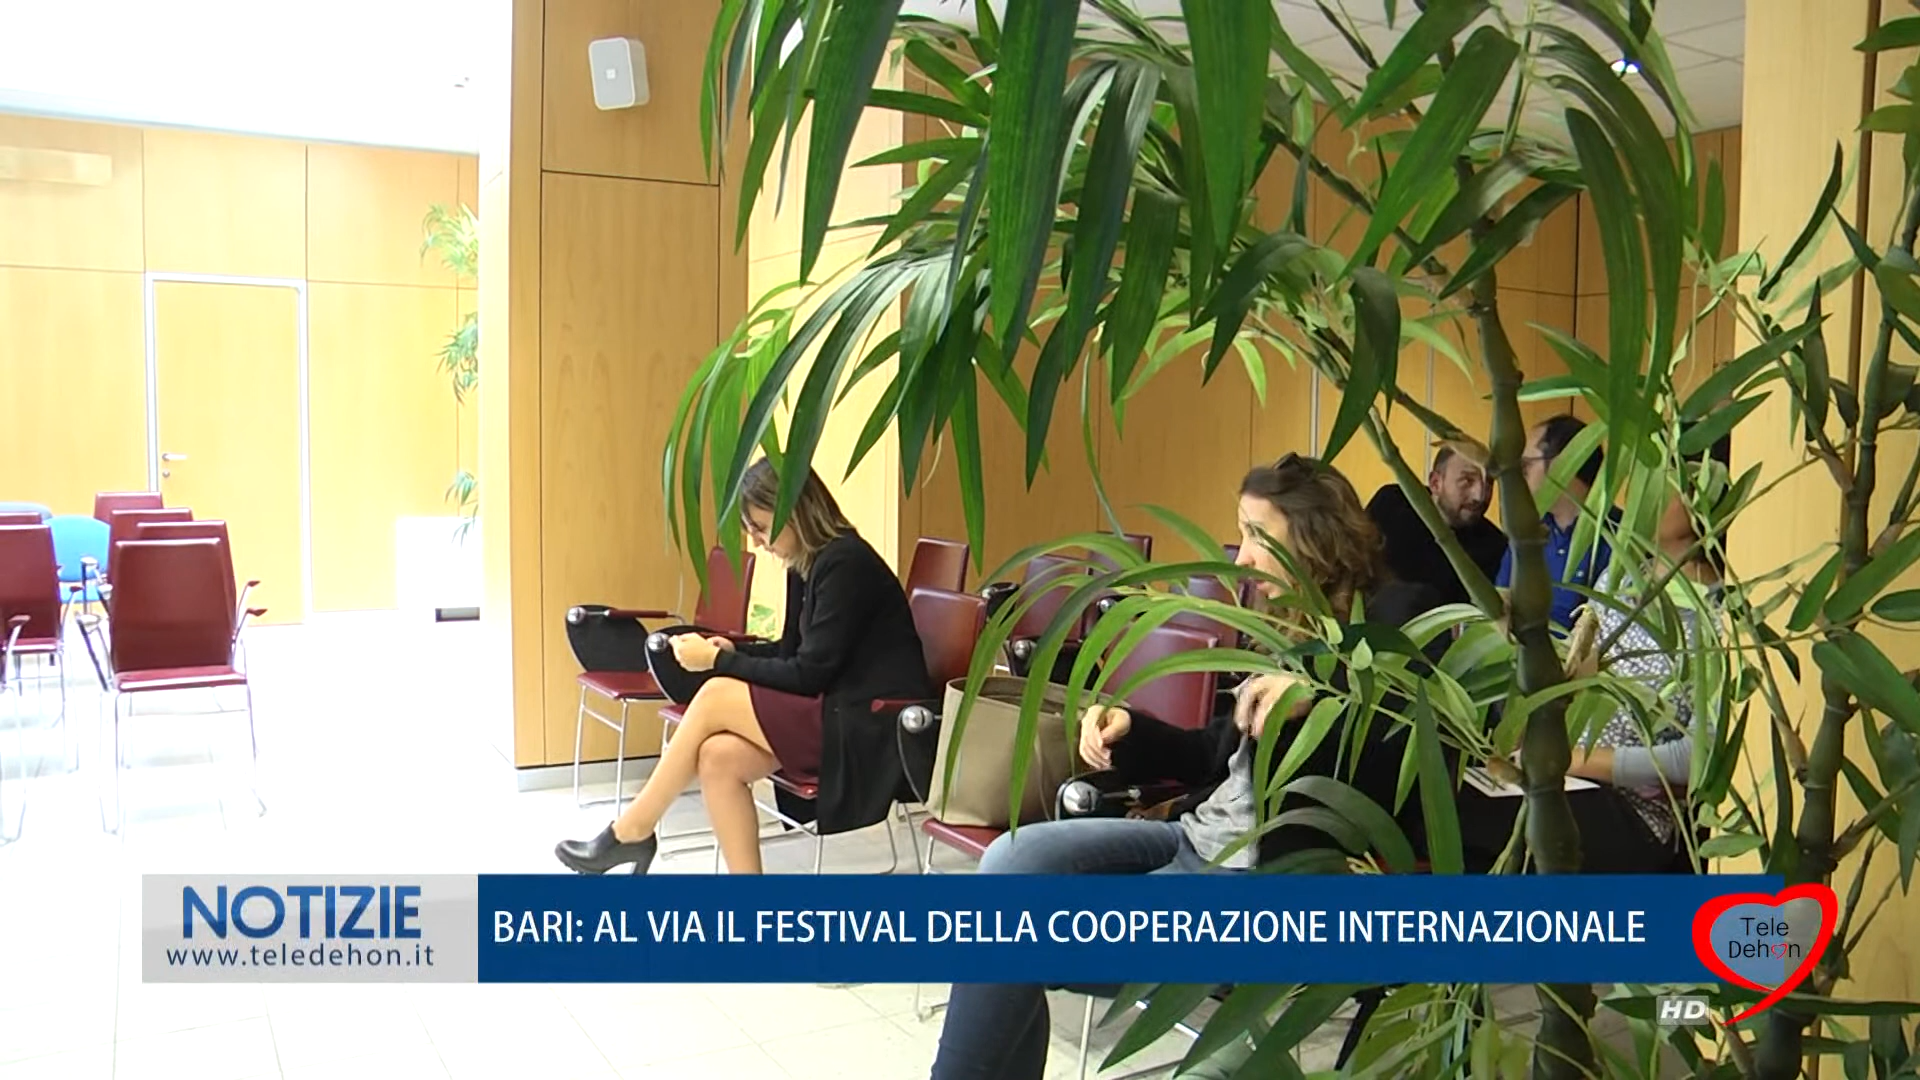 NOTIZIE
www.teledehon.it
BARI: AL VIA IL FESTIVAL DELLA COOPERAZIONE INTERNAZIONALE
Tele
Dehon
HD